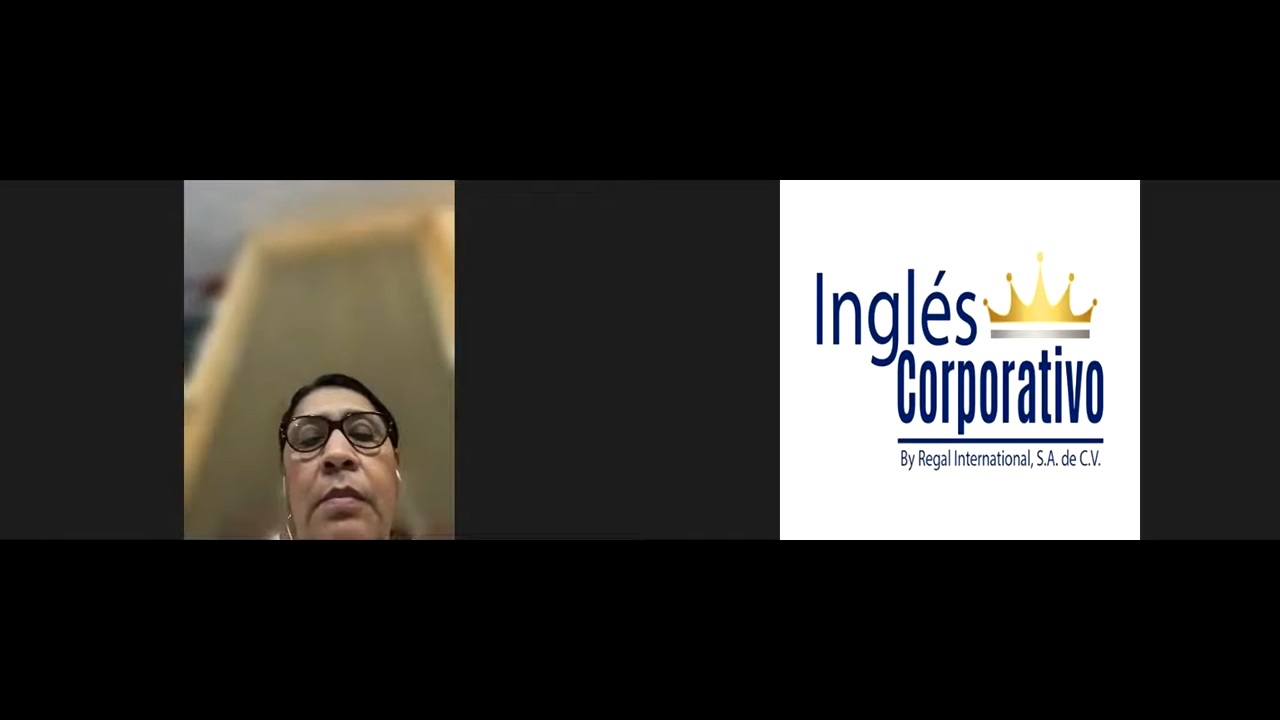 Inglés
Corporativo
By Regal International, S.A. de C.V.